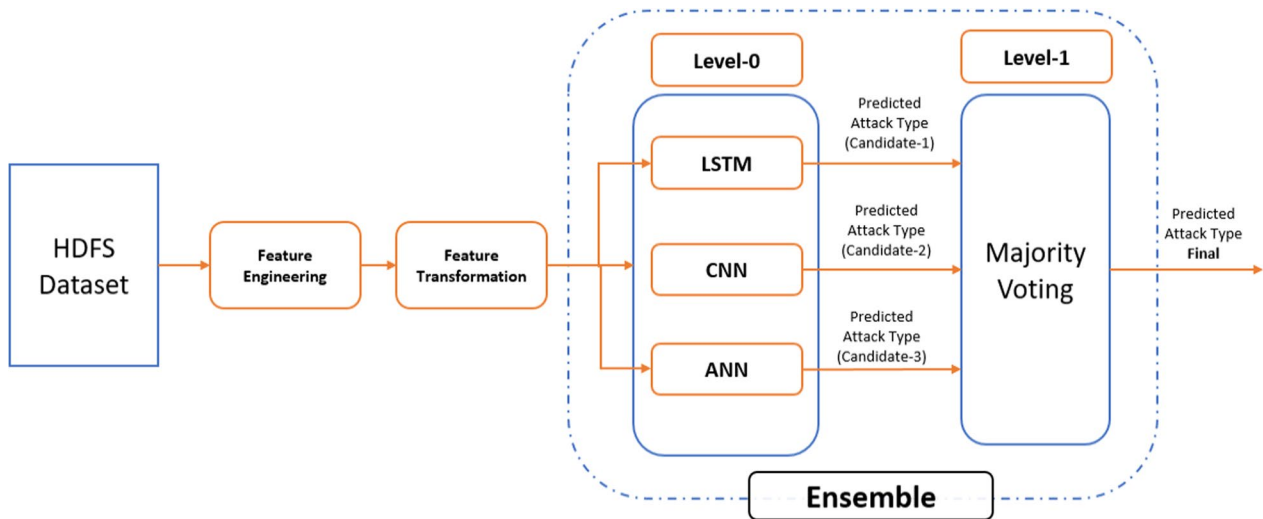 HDFS
Dataset
Feature
Engineering
Feature
Transformation
Level-0
LSTM
CNN
ANN
Predicted
Attack Type
(Candidate-1)
Predicted
Attack Type
(Candidate-2)
Predicted
Attack Type
(Candidate-3)
Level-1
Majority
Voting
Predicted
Attack Type
Final
Ensemble